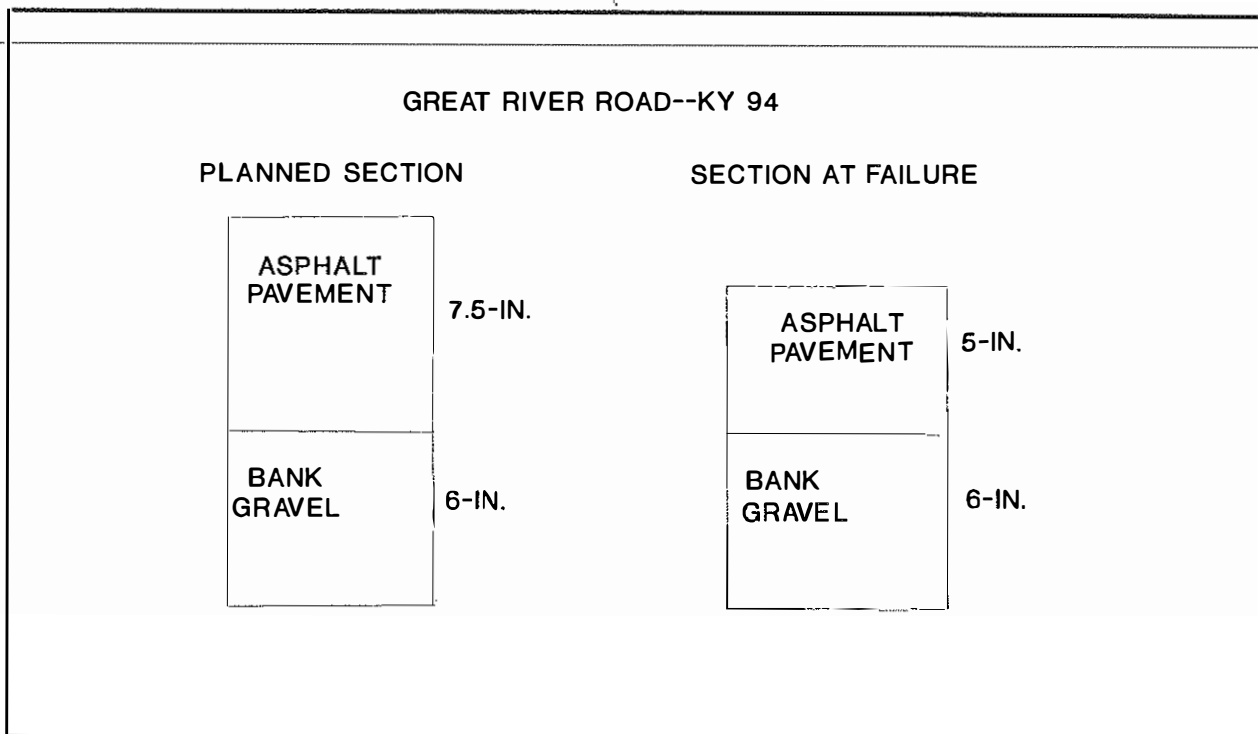 GREAT RIVER ROAD--KY 94
PLANNED SECTION
ASPHALT
PAVEMENT
7.5-IN.
BANK
GRAVEL
6-IN.
SECTION AT FAILURE
ASPHALT
PAVEMENT
5-IN.
BANK
GRAVEL
6-IN.